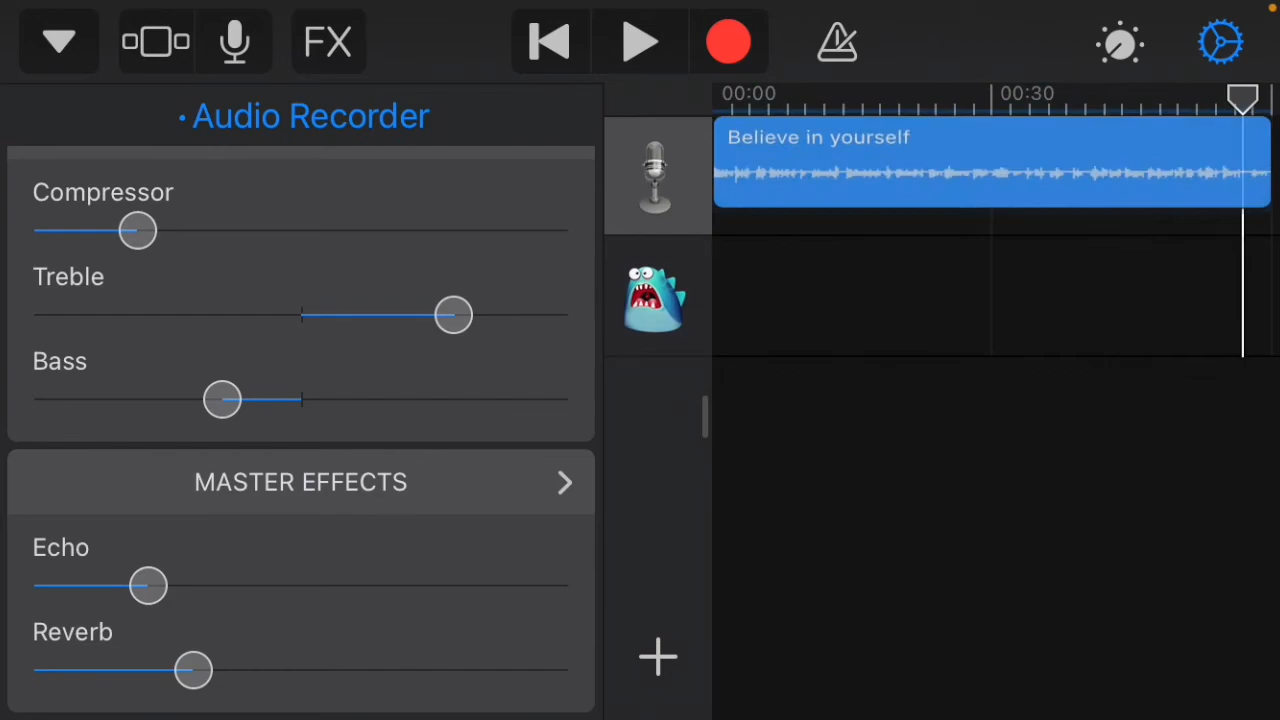 FX
00:00
00:30
· Audio Recorder
Believe in yourself
Compressor
Treble
Bass
MASTER EFFECTS
Echo
Reverb